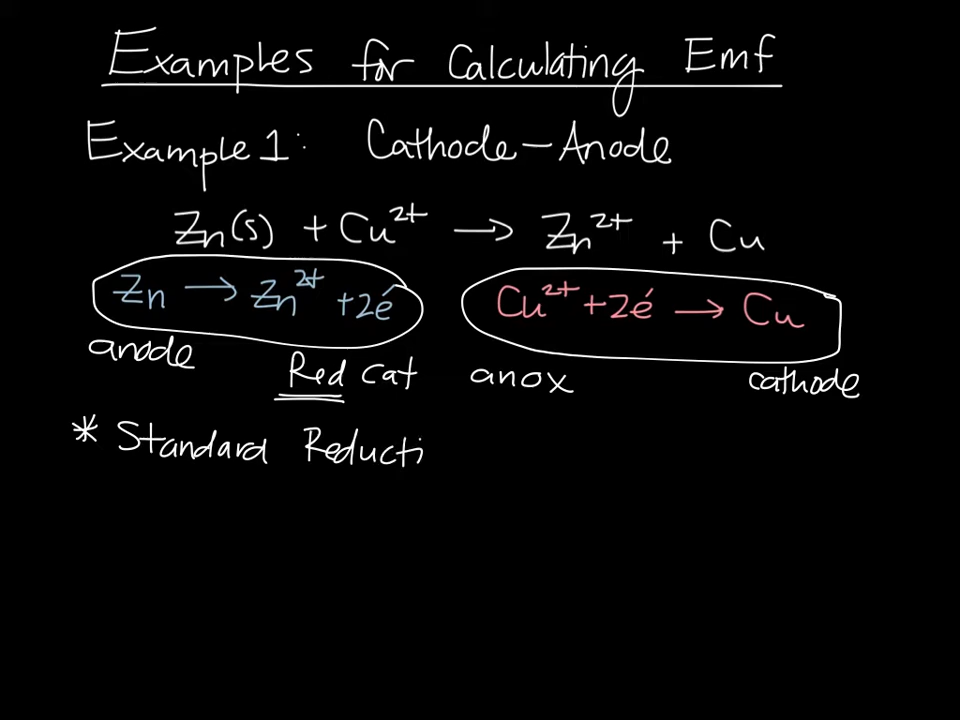 Examples for Calculating Emf
Example 1: Cathode - Anode
Zn(s) + Cu²⁺ → Zn²⁺ + Cu
Zn → Zn²⁺ + 2é
Cu²⁺ + 2é → Cu
anode
Red Cat
anox
cathode
* Standard Reducti